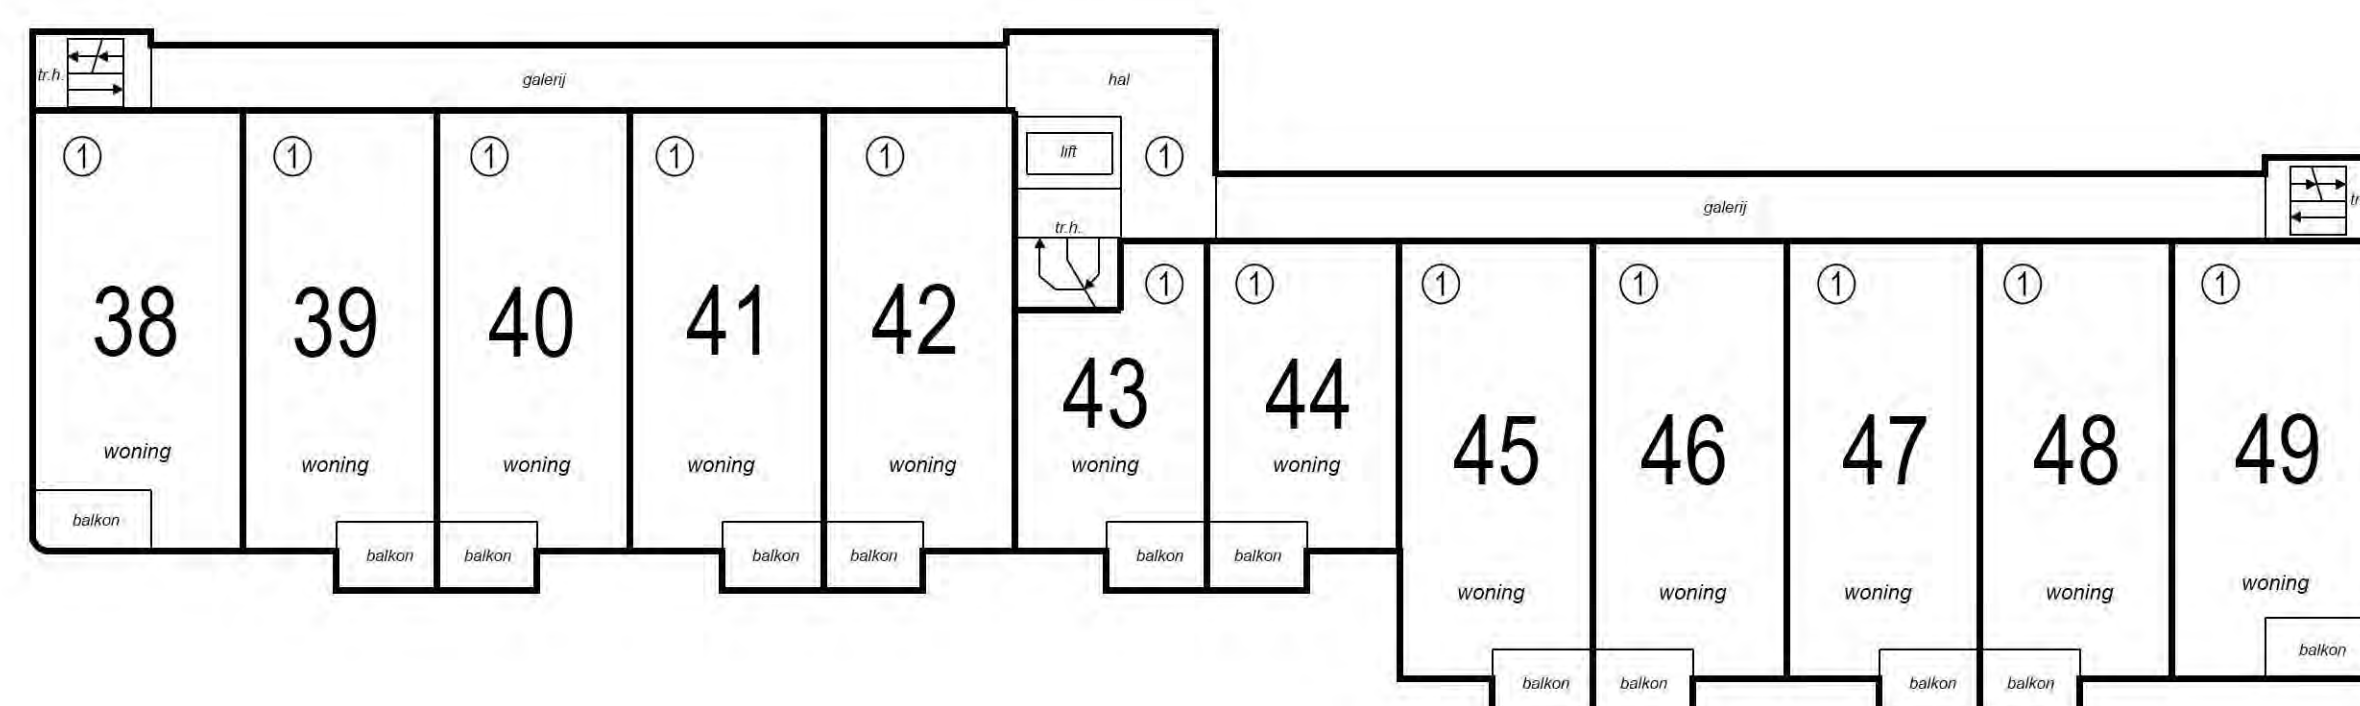 tr.h.
galerij
hal
1
1
1
1
1
lift
1
tr.h.
galerij
tr
1
1
1
1
1
1
1
38
39
40
41
42
43
44
45
46
47
48
49
woning
woning
woning
woning
woning
woning
woning
woning
woning
woning
woning
woning
balkon
balkon
balkon
balkon
balkon
balkon
balkon
balkon
balkon
balkon
balkon
balkon